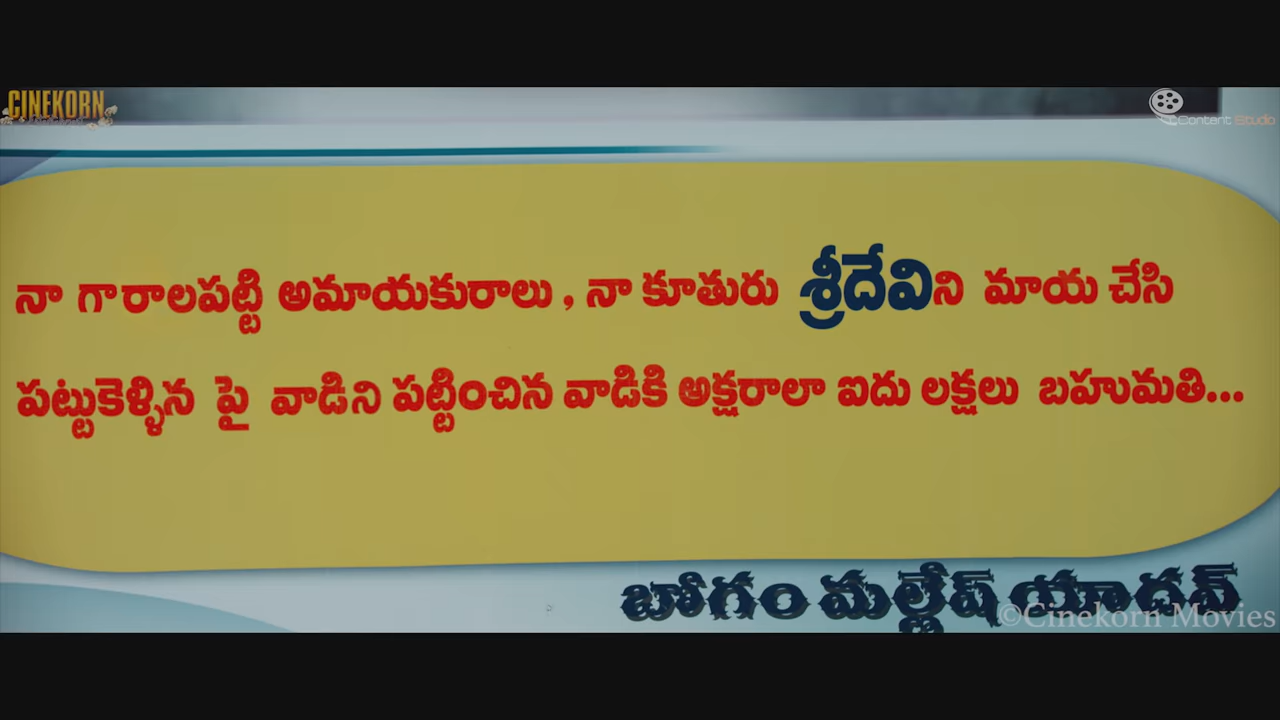 CINEKORN
Content Studio
నా గారాలపట్టి అమాయకురాలు , నా కూతురు శ్రీదేవిని మాయ చేసి
పట్టుకెళ్ళిన పై వాడిని పట్టించిన వాడికి అక్షరాలా ఐదు లక్షలు బహుమతి...
బోగం మల్లేష్ యాదవ్
©Cinekorn Movies